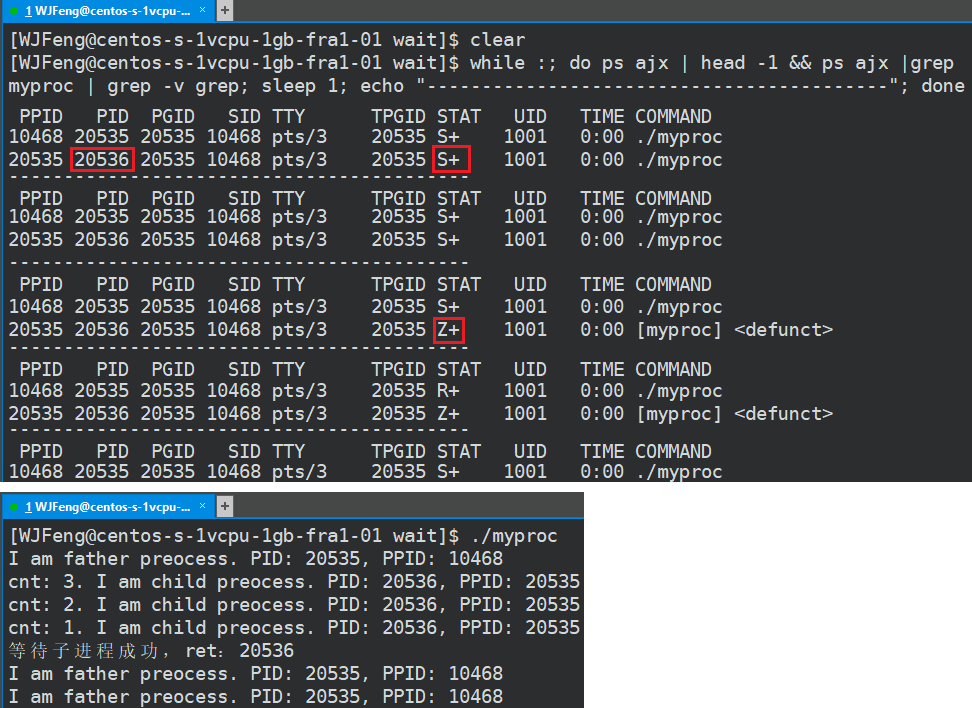 1 WJFeng@centos-s-1vcpu-... × +
[WJFeng@centos-s-1vcpu-1gb-fra1-01 wait]$ clear
[WJFeng@centos-s-1vcpu-1gb-fra1-01 wait]$ while :; do ps ajx | head -1 && ps ajx |grep
myproc | grep -v grep; sleep 1; echo "------------------------------------------"; done
PPID PID PGID SID TTY TPGID STAT UID TIME COMMAND
10468 20535 20535 10468 pts/3 20535 S+ 1001 0:00 ./myproc
20535 20536 20535 10468 pts/3 20535 S+ 1001 0:00 ./myproc
------------------------------------------
PPID PID PGID SID TTY TPGID STAT UID TIME COMMAND
10468 20535 20535 10468 pts/3 20535 S+ 1001 0:00 ./myproc
20535 20536 20535 10468 pts/3 20535 S+ 1001 0:00 ./myproc
------------------------------------------
PPID PID PGID SID TTY TPGID STAT UID TIME COMMAND
10468 20535 20535 10468 pts/3 20535 S+ 1001 0:00 ./myproc
20535 20536 20535 10468 pts/3 20535 Z+ 1001 0:00 [myproc] <defunct>
------------------------------------------
PPID PID PGID SID TTY TPGID STAT UID TIME COMMAND
10468 20535 20535 10468 pts/3 20535 R+ 1001 0:00 ./myproc
20535 20536 20535 10468 pts/3 20535 Z+ 1001 0:00 [myproc] <defunct>
------------------------------------------
PPID PID PGID SID TTY TPGID STAT UID TIME COMMAND
10468 20535 20535 10468 pts/3 20535 S+ 1001 0:00 ./myproc
1 WJFeng@centos-s-1vcpu-... × +
[WJFeng@centos-s-1vcpu-1gb-fra1-01 wait]$ ./myproc
I am father preocess. PID: 20535, PPID: 10468
cnt: 3. I am child preocess. PID: 20536, PPID: 20535
cnt: 2. I am child preocess. PID: 20536, PPID: 20535
cnt: 1. I am child preocess. PID: 20536, PPID: 20535
等待子进程成功, ret: 20536
I am father preocess. PID: 20535, PPID: 10468
I am father preocess. PID: 20535, PPID: 10468